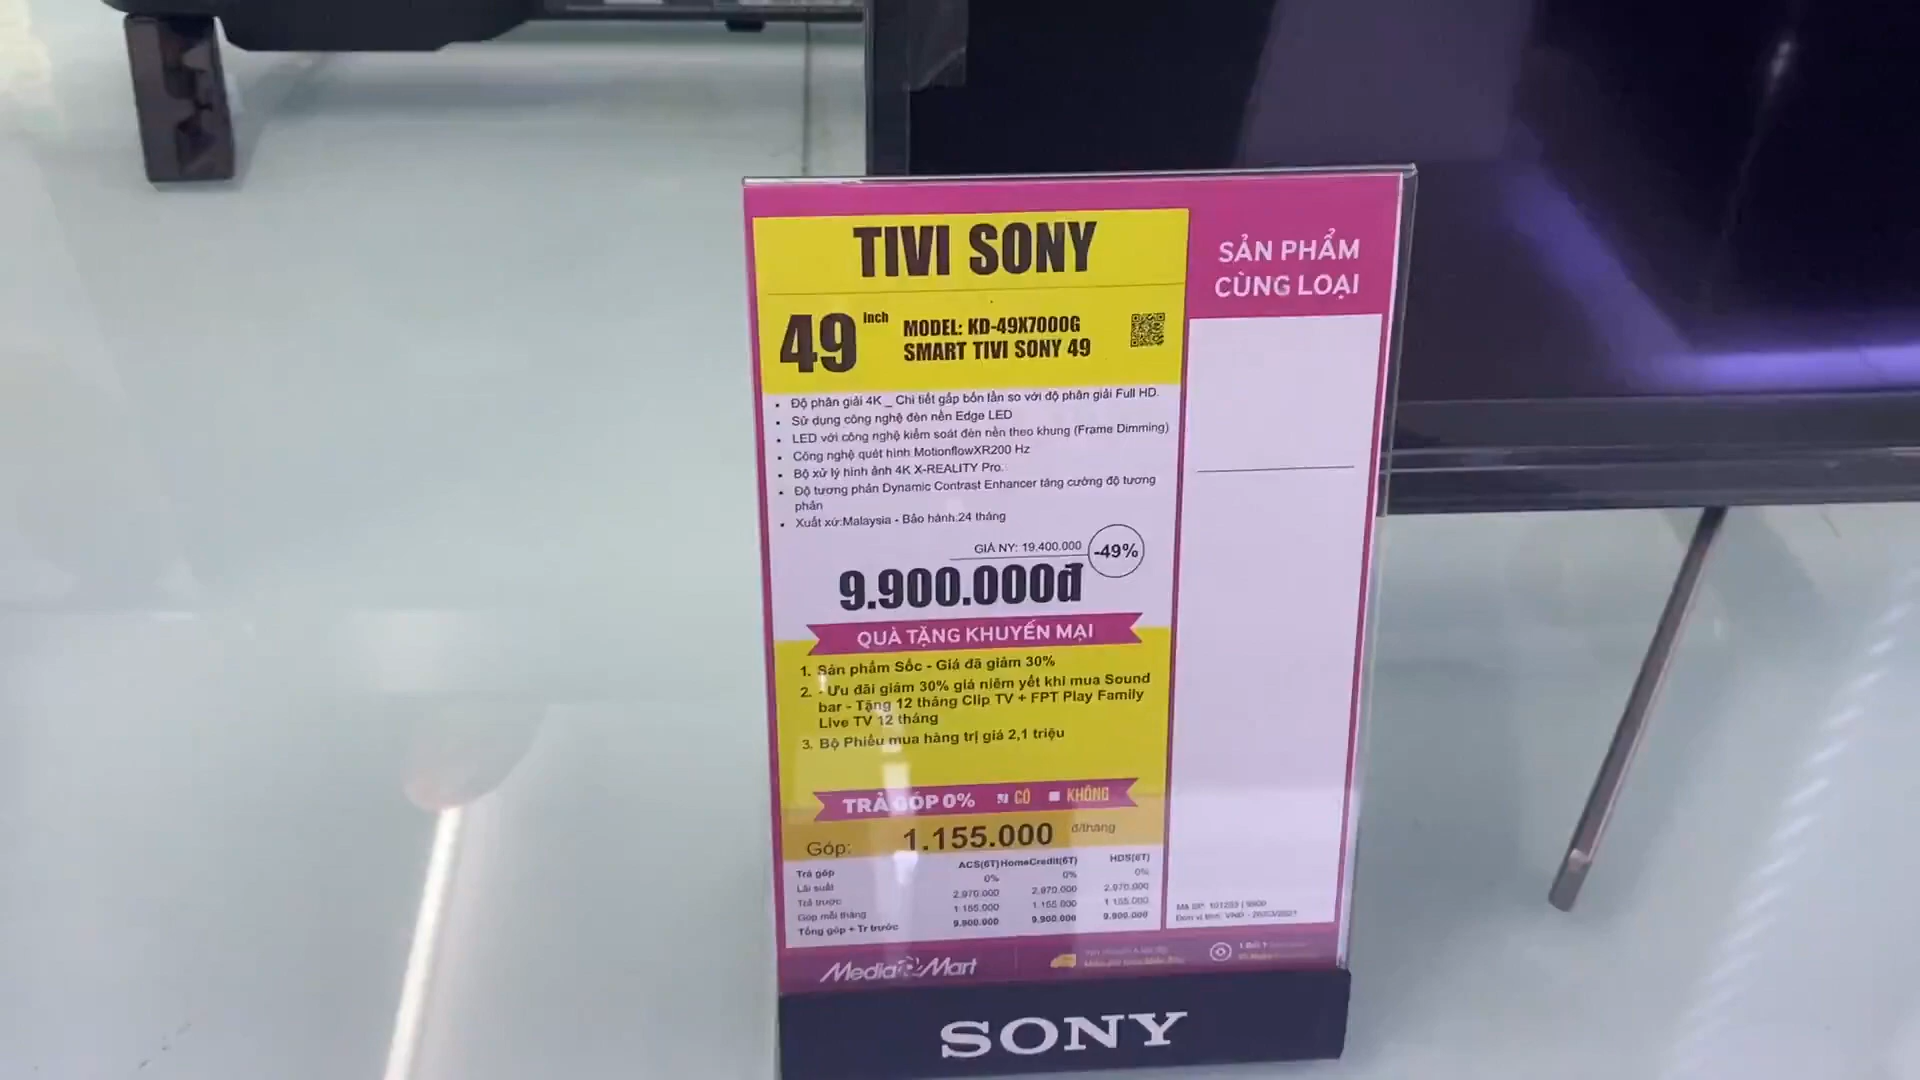 TIVI SONY
SẢN PHẨM
CÙNG LOẠI
49 inch
MODEL: KD-49X7000G
SMART TIVI SONY 49
• Độ phân giải 4K _ Chi tiết gấp bốn lần so với độ phân giải Full HD.
• Sử dụng công nghệ đèn nền Edge LED
• LED với công nghệ kiểm soát đèn nền theo khung (Frame Dimming)
• Công nghệ quét hình MotionflowXR200 Hz
• Bộ xử lý hình ảnh 4K X-REALITY Pro.
• Độ tương phản Dynamic Contrast Enhancer tăng cường độ tương
phản
• Xuất xứ:Malaysia - Bảo hành:24 tháng
GIÁ NY: 19.400.000
-49%
9.900.000đ
QUÀ TẶNG KHUYẾN MẠI
1. Sản phẩm Sốc - Giá đã giảm 30%
2. - Ưu đãi giảm 30% giá niêm yết khi mua Sound
bar - Tặng 12 tháng Clip TV + FPT Play Family
Live TV 12 tháng
3. Bộ Phiếu mua hàng trị giá 2,1 triệu
TRẢ GÓP 0% CÓ KHÔNG
Góp: 1.155.000 đ/tháng
Trả góp ACS(6T) HomeCredit(6T) HDS(6T)
Lãi suất 0% 0% 0%
Trả trước 2.970.000 2.970.000 2.970.000
Góp mỗi tháng 1.155.000 1.155.000 1.155.000
Tổng góp + Tr trước 9.900.000 9.900.000 9.900.000
Đơn vị tính: VNĐ
MediaMart
SONY